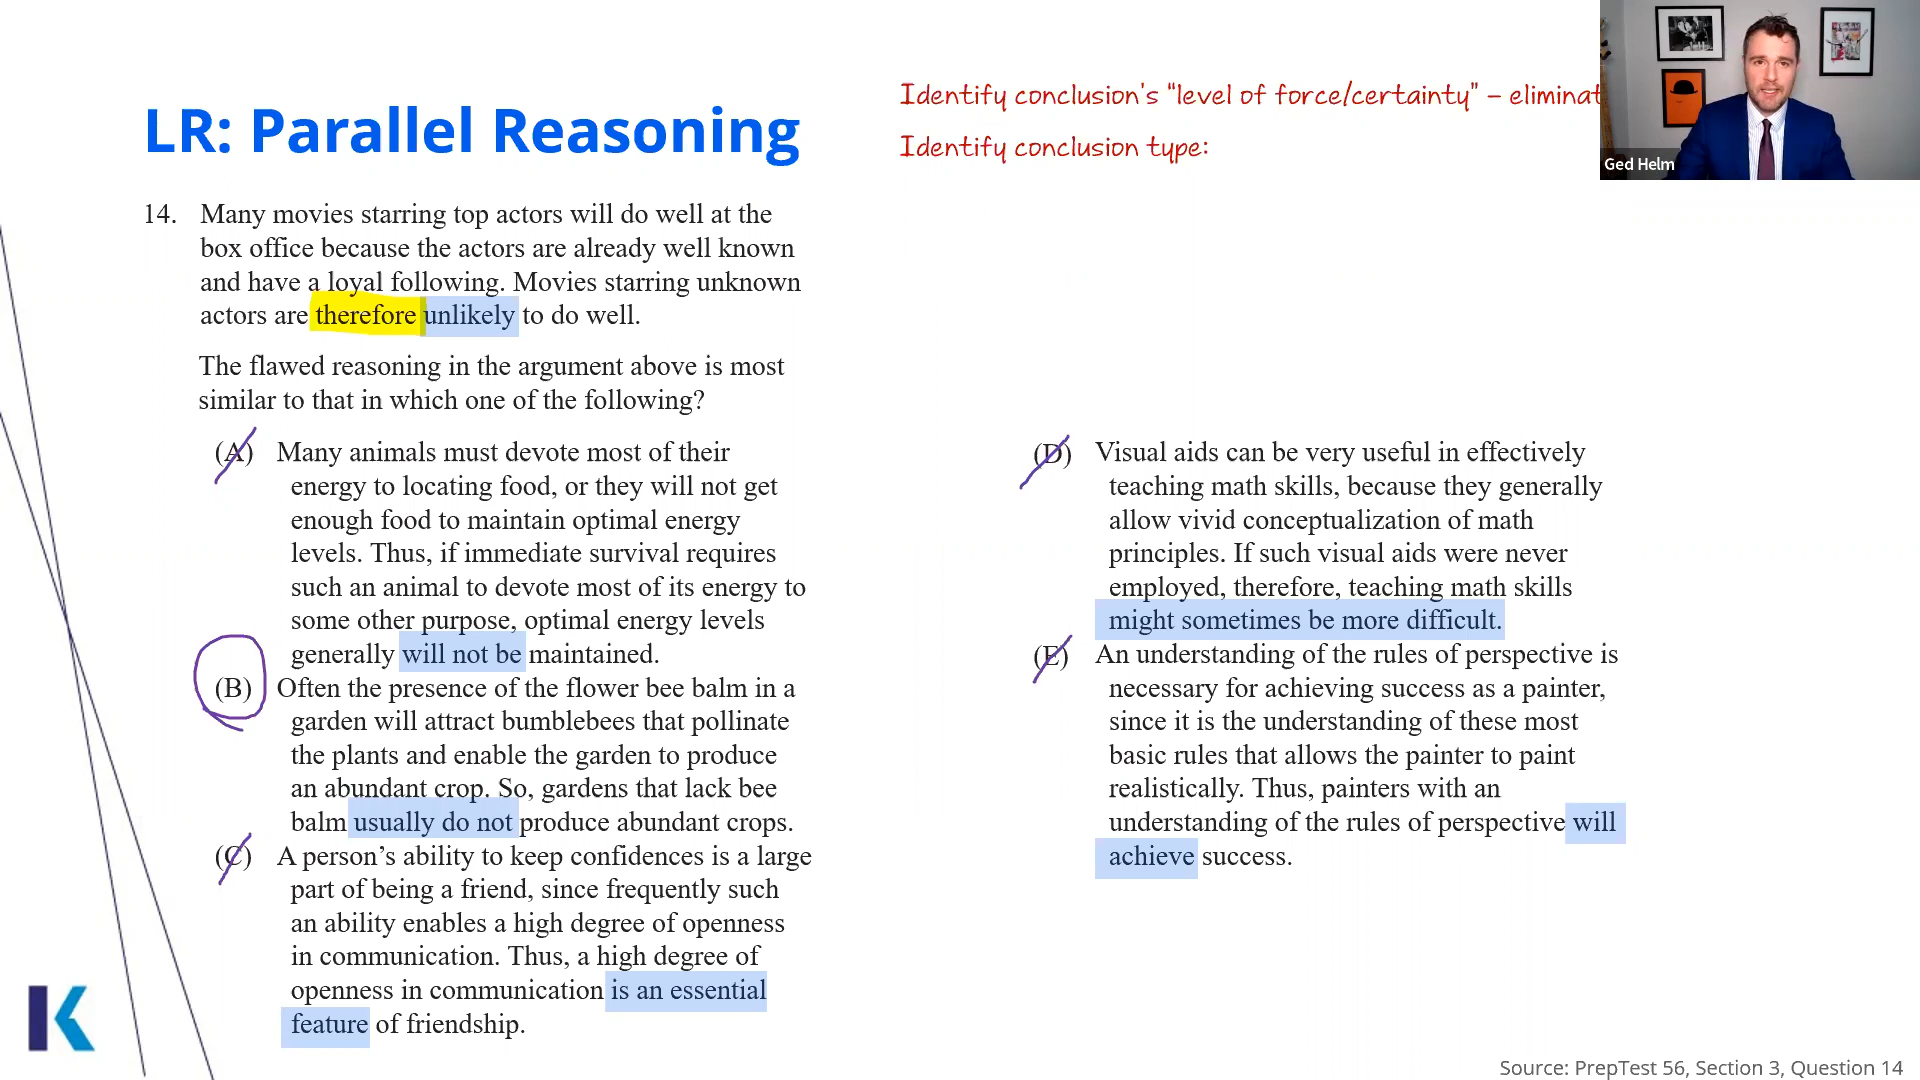 Identify conclusion's "level of force/certainty" – eliminat
LR: Parallel Reasoning
Identify conclusion type:
Ged Helm
14. Many movies starring top actors will do well at the
box office because the actors are already well known
and have a loyal following. Movies starring unknown
actors are therefore unlikely to do well.
The flawed reasoning in the argument above is most
similar to that in which one of the following?
(A) Many animals must devote most of their
energy to locating food, or they will not get
enough food to maintain optimal energy
levels. Thus, if immediate survival requires
such an animal to devote most of its energy to
some other purpose, optimal energy levels
generally will not be maintained.
(B) Often the presence of the flower bee balm in a
garden will attract bumblebees that pollinate
the plants and enable the garden to produce
an abundant crop. So, gardens that lack bee
balm usually do not produce abundant crops.
(C) A person's ability to keep confidences is a large
part of being a friend, since frequently such
an ability enables a high degree of openness
in communication. Thus, a high degree of
openness in communication is an essential
feature of friendship.
(D) Visual aids can be very useful in effectively
teaching math skills, because they generally
allow vivid conceptualization of math
principles. If such visual aids were never
employed, therefore, teaching math skills
might sometimes be more difficult.
(E) An understanding of the rules of perspective is
necessary for achieving success as a painter,
since it is the understanding of these most
basic rules that allows the painter to paint
realistically. Thus, painters with an
understanding of the rules of perspective will
achieve success.
K
Source: PrepTest 56, Section 3, Question 14